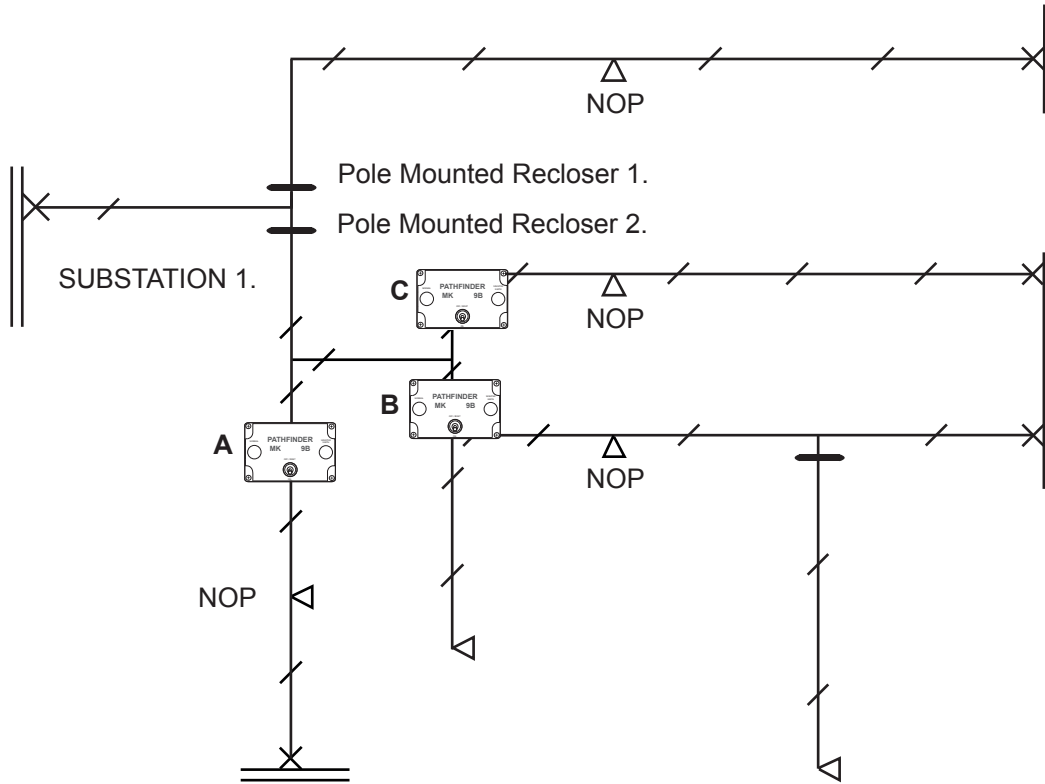 NOP
Pole Mounted Recloser 1.
Pole Mounted Recloser 2.
SUBSTATION 1.
C
PATHFINDER
MK 9B
NOP
B
PATHFINDER
MK 9B
A
PATHFINDER
MK 9B
NOP
NOP